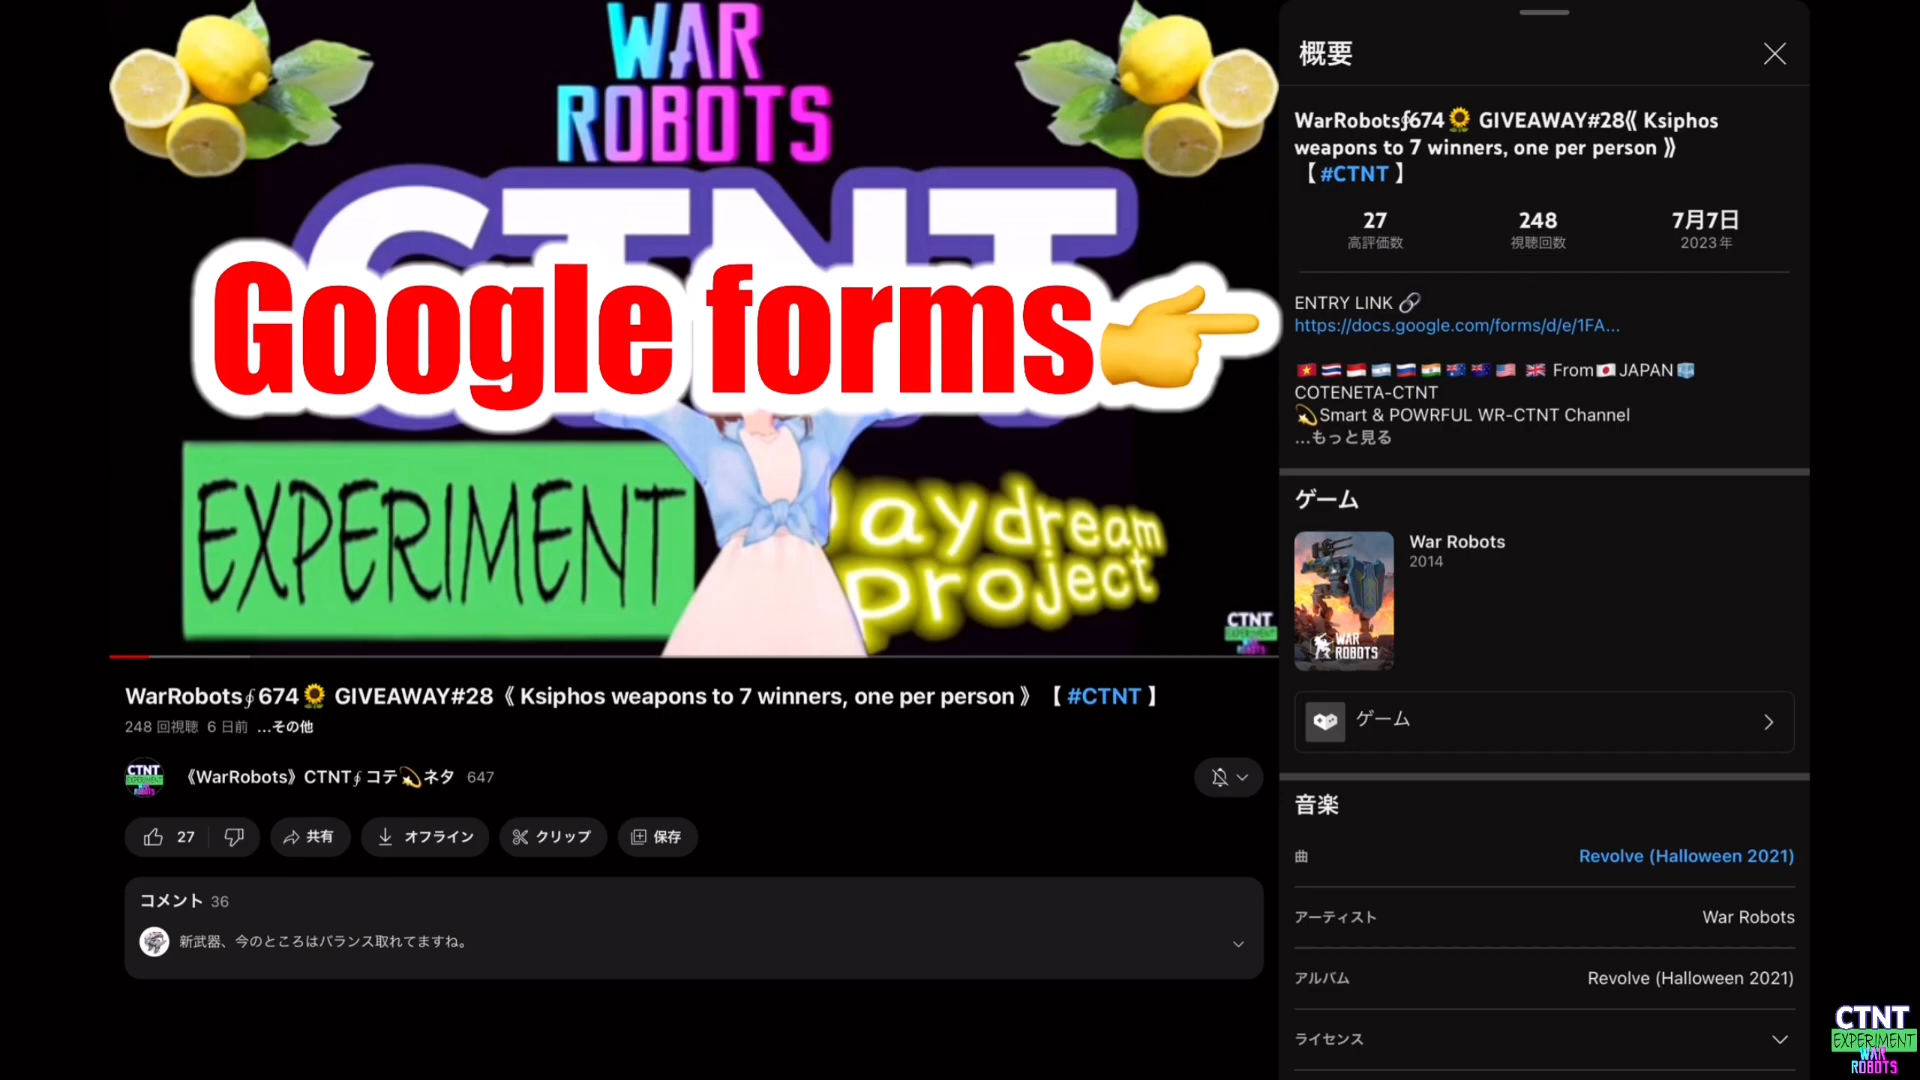 WAR
ROBOTS
CTNT
Google forms
EXPERIMENT
Daydream
project
CTNT
EXPERIMENT
WAR
ROBOTS
WarRobots∮674🌻 GIVEAWAY#28《 Ksiphos weapons to 7 winners, one per person 》 【 #CTNT 】
248 回視聴 6 日前 ...その他
CTNT
EXPERIMENT
WAR
ROBOTS
《WarRobots》CTNT∮コテ💫ネタ 647
27
共有
オフライン
クリップ
保存
コメント 36
新武器、今のところはバランス取れてますね。
概要
WarRobots∮674🌻 GIVEAWAY#28《 Ksiphos
weapons to 7 winners, one per person 》
【 #CTNT 】
27
高評価数
248
視聴回数
7月7日
2023年
ENTRY LINK 🔗
https://docs.google.com/forms/d/e/1FA...
🇻🇳🇹🇭🇮🇩🇦🇷🇷🇺🇮🇳🇦🇺🇳🇿🇺🇸 🇬🇧 From🇯🇵JAPAN🧊
COTENETA-CTNT
💫Smart & POWRFUL WR-CTNT Channel
...もっと見る
ゲーム
WAR
ROBOTS
War Robots
2014
ゲーム
音楽
曲
Revolve (Halloween 2021)
アーティスト
War Robots
アルバム
Revolve (Halloween 2021)
ライセンス
CTNT
EXPERIMENT
WAR
ROBOTS